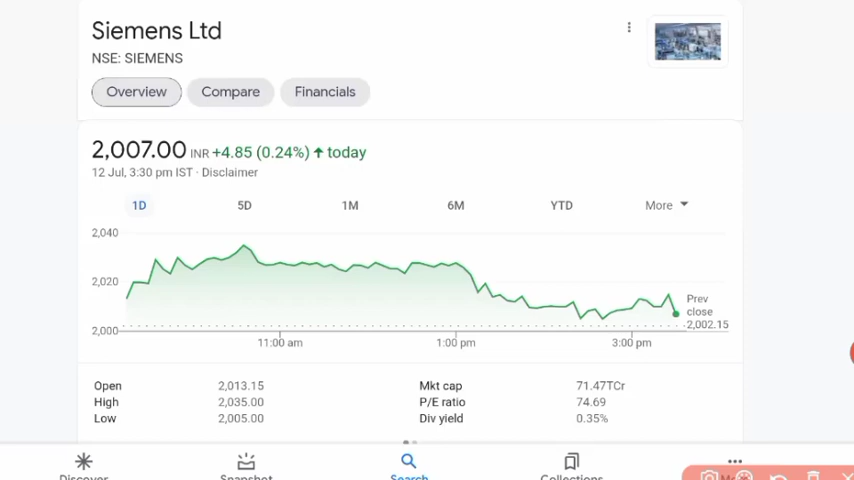 Siemens Ltd
NSE: SIEMENS
Overview Compare Financials
2,007.00 INR +4.85 (0.24%) ↑ today
12 Jul, 3:30 pm IST · Disclaimer
1D 5D 1M 6M YTD More
2,040
2,020
2,000
Prev
close
2,002.15
11:00 am 1:00 pm 3:00 pm
Open 2,013.15 Mkt cap 71.47TCr
High 2,035.00 P/E ratio 74.69
Low 2,005.00 Div yield 0.35%
Discover Snapshot Search Collections More